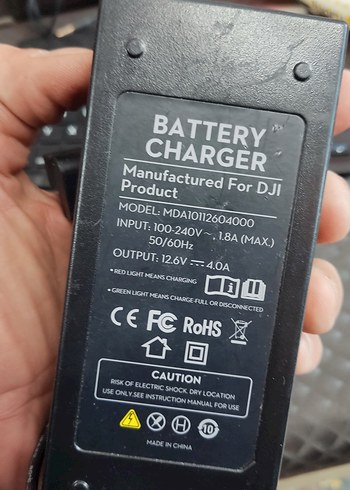 BATTERY
CHARGER
Manufactured For DJI
Product
MODEL: MDA10112604000
INPUT: 100-240V~, 1.8A (MAX.)
50/60Hz
OUTPUT: 12.6V ⎓ 4.0A
• RED LIGHT MEANS CHARGING
• GREEN LIGHT MEANS CHARGE-FULL OR DISCONNECTED
CE FC RoHS
CAUTION
RISK OF ELECTRIC SHOCK. DRY LOCATION
USE ONLY.SEE INSTRUCTION MANUAL FOR USE
10
MADE IN CHINA